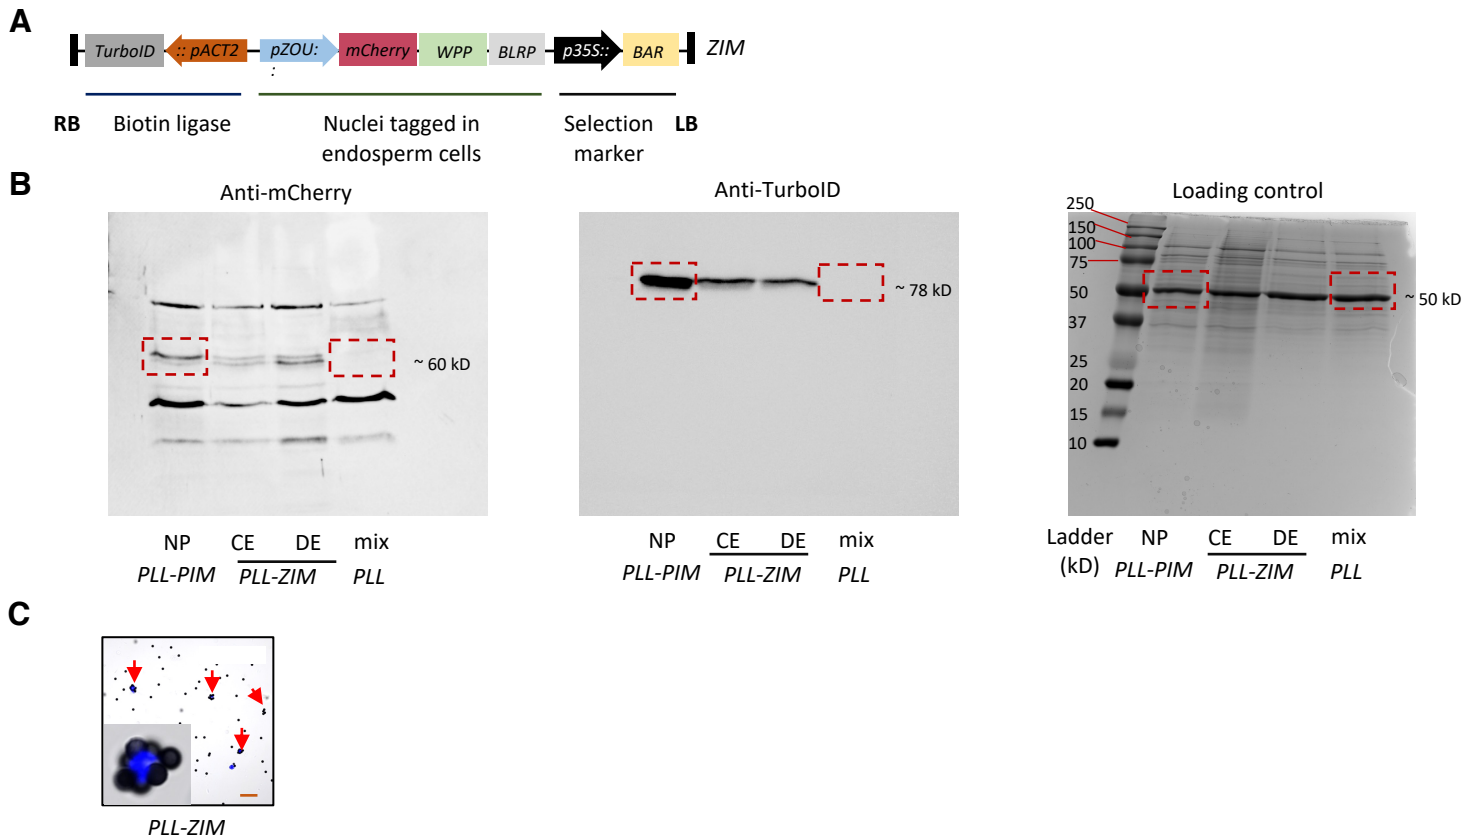 A
TurboID :: pACT2 pZOU: : mCherry WPP BLRP p35S:: BAR ZIM
RB Biotin ligase Nuclei tagged in endosperm cells Selection marker LB
B
Anti-mCherry
~ 60 kD
NP CE DE mix
PLL-PIM PLL-ZIM PLL
Anti-TurboID
~ 78 kD
NP CE DE mix
PLL-PIM PLL-ZIM PLL
Loading control
250
150
100
75
50
37
25
20
15
10
~ 50 kD
Ladder NP CE DE mix
(kD) PLL-PIM PLL-ZIM PLL
C
PLL-ZIM